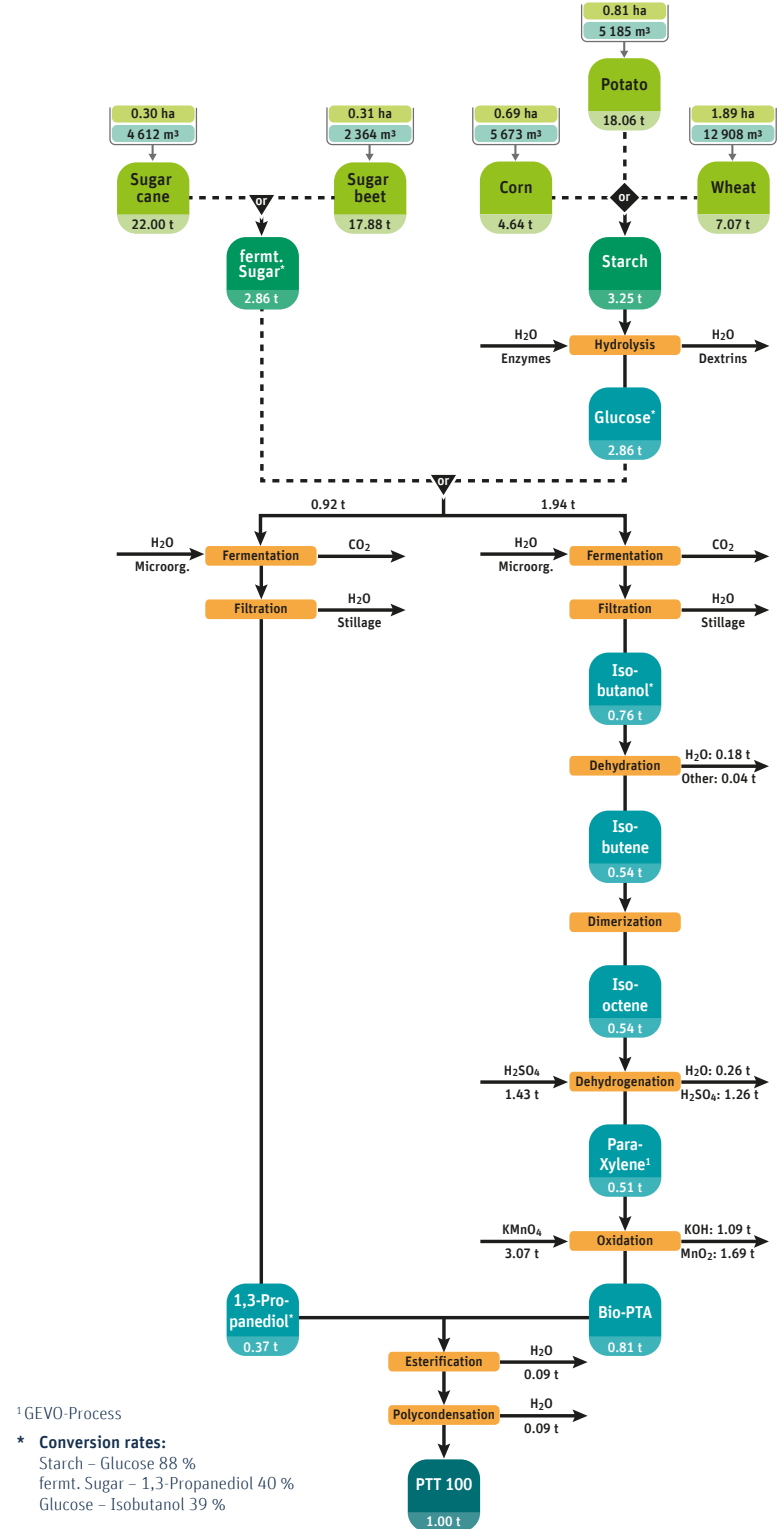 0.81 ha
5 185 m³
Potato
18.06 t
0.30 ha
4 612 m³
Sugar
cane
22.00 t
0.31 ha
2 364 m³
Sugar
beet
17.88 t
0.69 ha
5 673 m³
Corn
4.64 t
1.89 ha
12 908 m³
Wheat
7.07 t
or
or
fermt.
Sugar*
2.86 t
Starch
3.25 t
H₂O
Enzymes
Hydrolysis
H₂O
Dextrins
Glucose*
2.86 t
or
0.92 t
1.94 t
H₂O
Microorg.
Fermentation
CO₂
H₂O
Microorg.
Fermentation
CO₂
Filtration
H₂O
Stillage
Filtration
H₂O
Stillage
Iso-
butanol*
0.76 t
Dehydration
H₂O: 0.18 t
Other: 0.04 t
Iso-
butene
0.54 t
Dimerization
Iso-
octene
0.54 t
H₂SO₄
1.43 t
Dehydrogenation
H₂O: 0.26 t
H₂SO₄: 1.26 t
Para-
Xylene¹
0.51 t
KMnO₄
3.07 t
Oxidation
KOH: 1.09 t
MnO₂: 1.69 t
1,3-Pro-
panediol*
0.37 t
Bio-PTA
0.81 t
Esterification
H₂O
0.09 t
Polycondensation
H₂O
0.09 t
PTT 100
1.00 t
¹ GEVO-Process
* Conversion rates:
Starch – Glucose 88 %
fermt. Sugar – 1,3-Propanediol 40 %
Glucose – Isobutanol 39 %